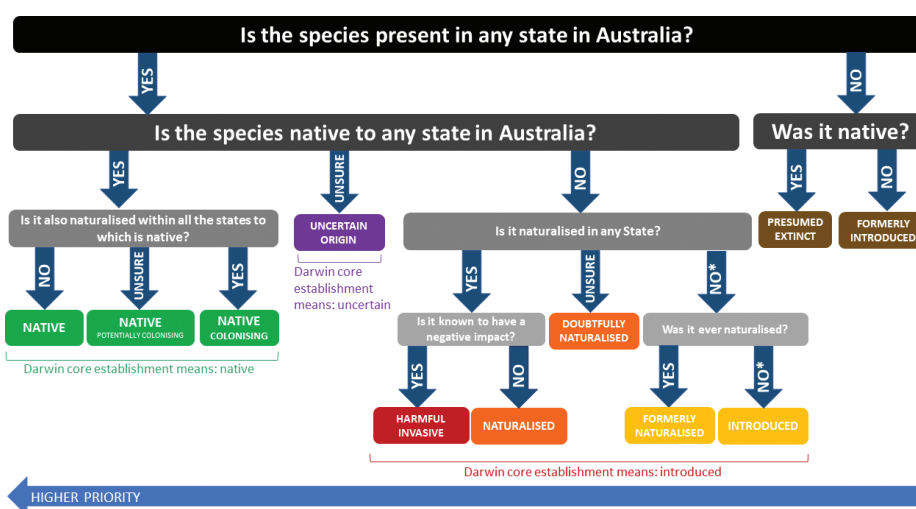 Is the species present in any state in Australia?
YES
NO
Is the species native to any state in Australia?
Was it native?
YES
UNSURE
NO
YES
NO
Is it also naturalised within all the states to
which is native?
UNCERTAIN
ORIGIN
Is it naturalised in any State?
PRESUMED
EXTINCT
FORMERLY
INTRODUCED
NO
UNSURE
YES
Darwin core
establishment
means: uncertain
YES
UNSURE
NO*
NATIVE
NATIVE
POTENTIALLY COLONISING
NATIVE
COLONISING
Is it known to have a
negative impact?
DOUBTFULLY
NATURALISED
Was it ever naturalised?
Darwin core establishment means: native
YES
NO
YES
NO*
HARMFUL
INVASIVE
NATURALISED
FORMERLY
NATURALISED
INTRODUCED
Darwin core establishment means: introduced
HIGHER PRIORITY